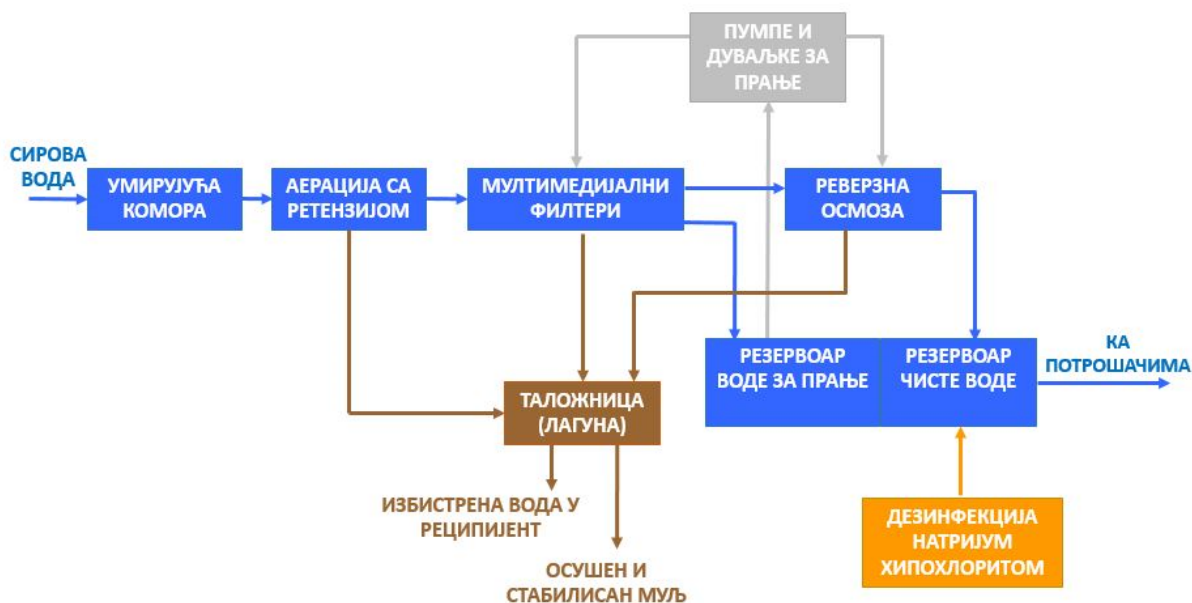 ПУМПЕ И
ДУВАЉКЕ ЗА
ПРАЊЕ
СИРОВА
ВОДА
УМИРУЈУЋА
КОМОРА
АЕРАЦИЈА СА
РЕТЕНЗИЈОМ
МУЛТИМЕДИЈАЛНИ
ФИЛТЕРИ
РЕВЕРЗНА
ОСМОЗА
РЕЗЕРВОАР
ВОДЕ ЗА ПРАЊЕ
РЕЗЕРВОАР
ЧИСТЕ ВОДЕ
КА
ПОТРОШАЧИМА
ТАЛОЖНИЦА
(ЛАГУНА)
ИЗБИСТРЕНА ВОДА У
РЕЦИПИЈЕНТ
ДЕЗИНФЕКЦИЈА
НАТРИЈУМ
ХИПОХЛОРИТОМ
ОСУШЕН И
СТАБИЛИСАН МУЉ